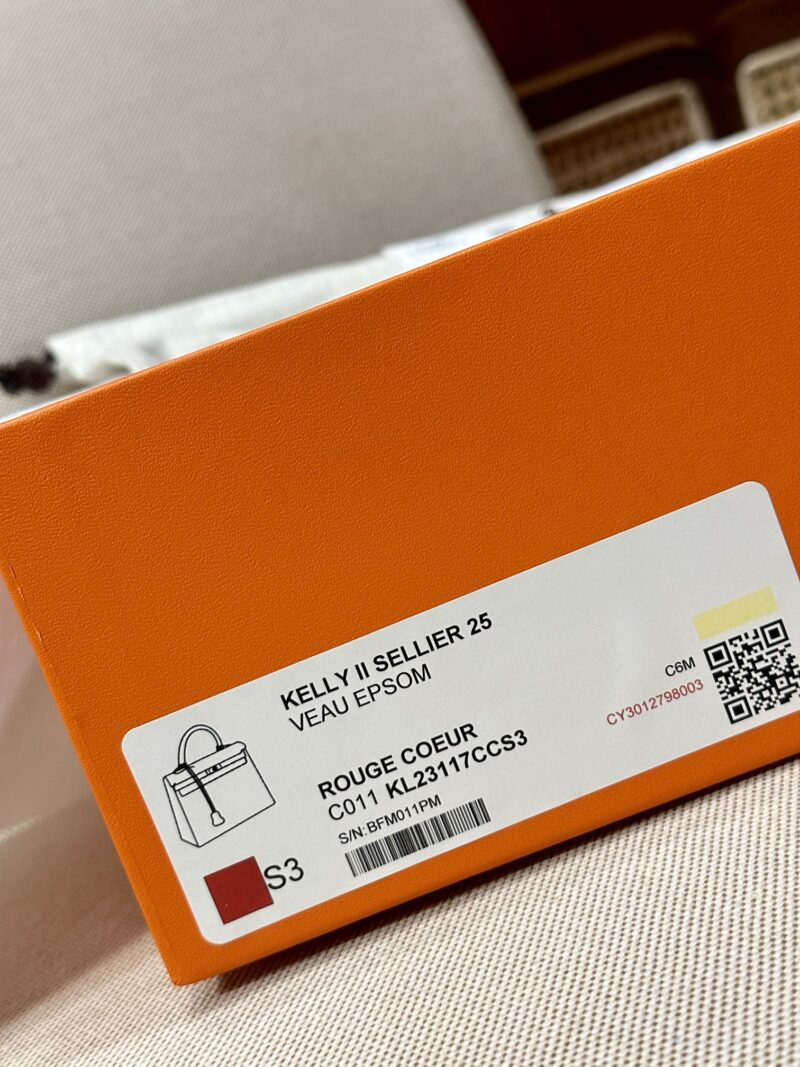 KELLY II SELLIER 25
VEAU EPSOM
ROUGE COEUR
C011 KL23117CCS3
S/N:BFM011PM
S3
C6M
CY3012798003